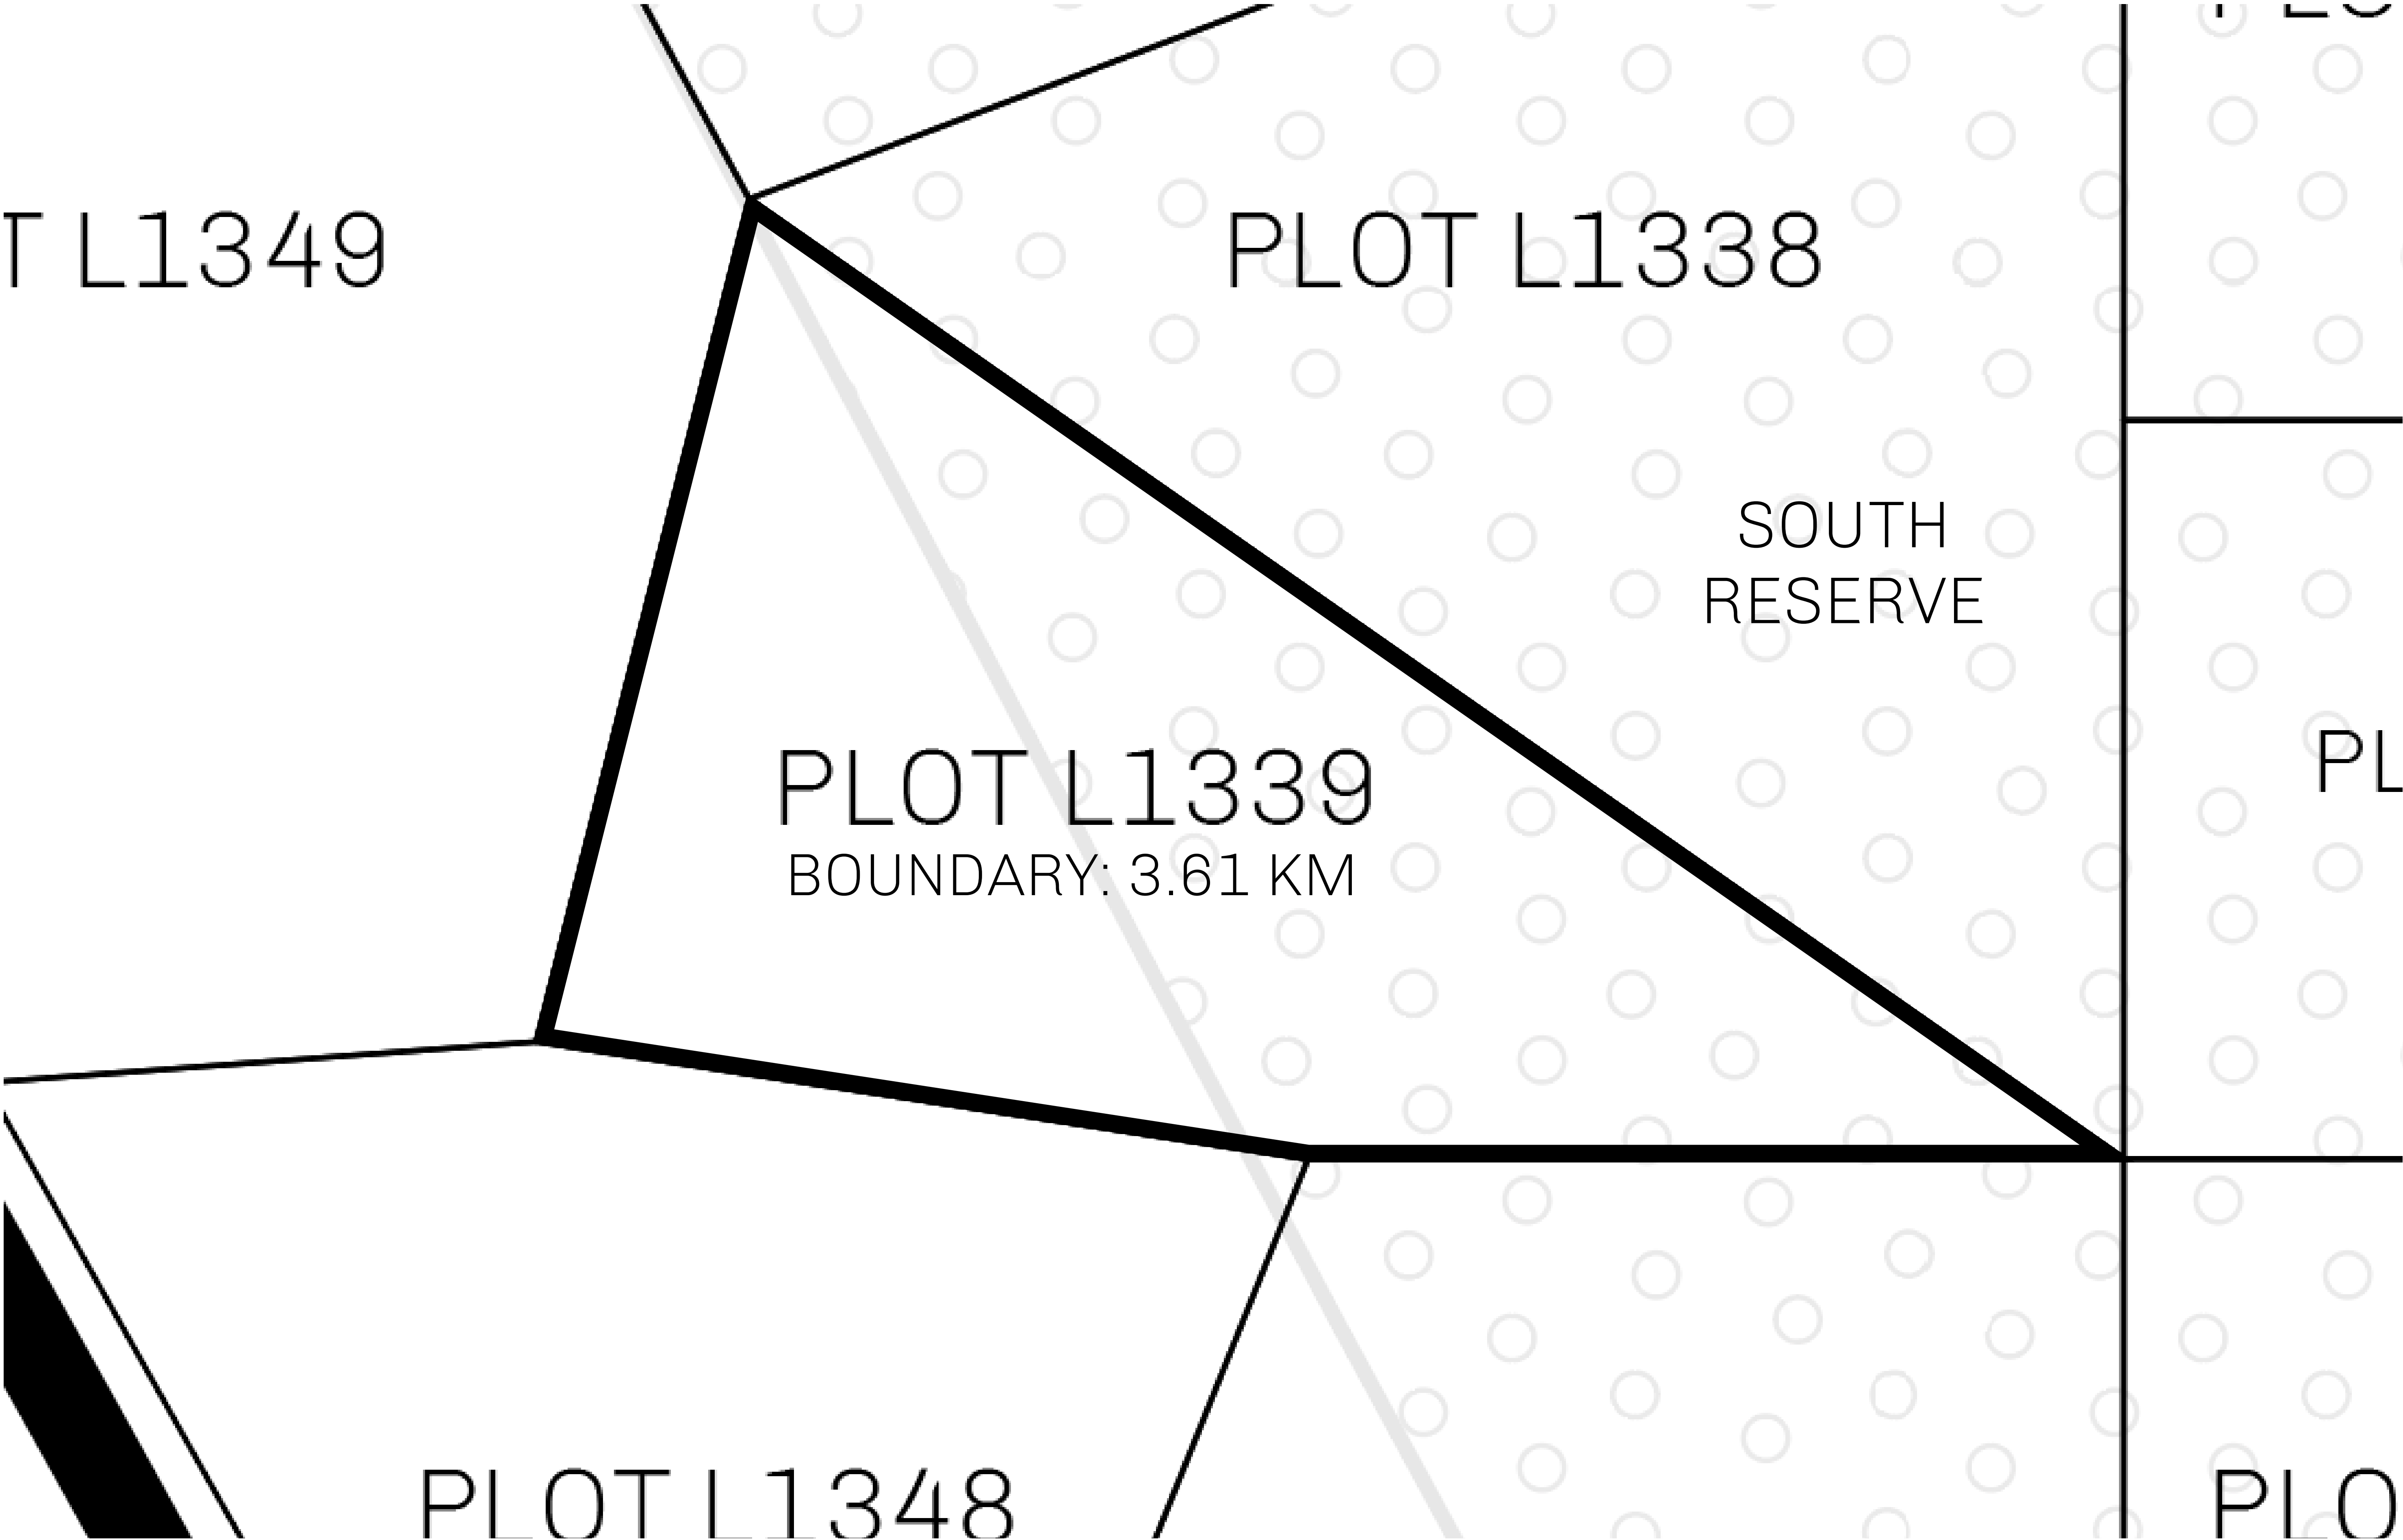 T L1349
PLOT L1338
SOUTH
RESERVE
PL
PLOT L1339
BOUNDARY: 3.61 KM
PLOT L1348
PLO